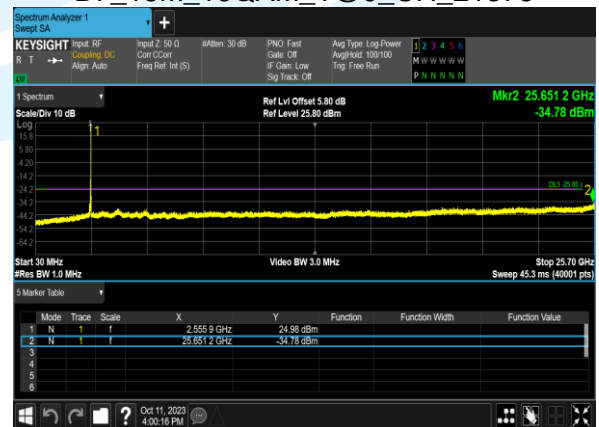 Spectrum Analyzer 1
Swept SA
+
KEYSIGHT Input: RF Input Z: 50 Ω #Atten: 30 dB PNO: Fast Avg Type: Log-Power 1 2 3 4 5 6
R T Coupling: DC Corr CCorr Gate: Off Avg|Hold: 100/100 M W W W W W
Align: Auto Freq Ref: Int (S) IF Gain: Low Trig: Free Run
LXI Sig Track: Off P N N N N N
1 Spectrum Ref Lvl Offset 5.80 dB Mkr2 25.651 2 GHz
Scale/Div 10 dB Ref Level 25.80 dBm -34.78 dBm
Log
15.8
5.80
-4.20
-14.2
-24.2
-34.2
-44.2
-54.2
-64.2
1
DL1 -25.00
2
Start 30 MHz Video BW 3.0 MHz Stop 25.70 GHz
#Res BW 1.0 MHz Sweep 45.3 ms (40001 pts)
5 Marker Table
Mode Trace Scale X Y Function Function Width Function Value
1 N 1 f 2.555 9 GHz 24.98 dBm
2 N 1 f 25.651 2 GHz -34.78 dBm
3
4
5
6
? Oct 11, 2023
4:00:16 PM